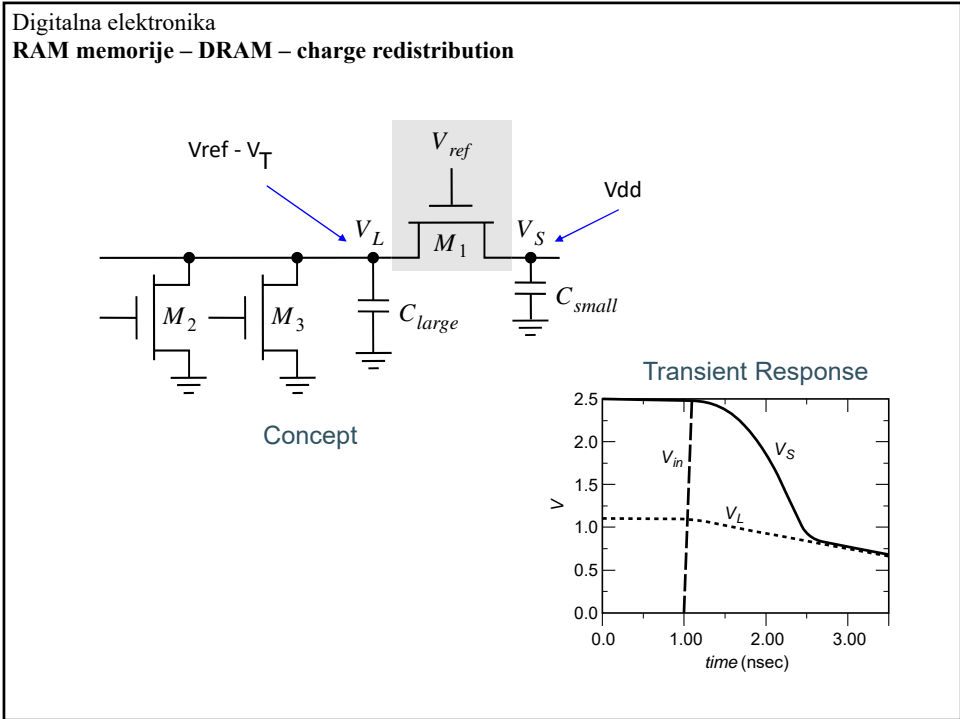 Digitalna elektronika
RAM memorije – DRAM – charge redistribution
Vref - VT
Vref
Vdd
VL
M1
VS
M2
M3
Clarge
Csmall
Concept
Transient Response
2.5
2.0
1.5
1.0
0.5
0.0
V
Vin
VS
VL
0.0 1.00 2.00 3.00
time (nsec)